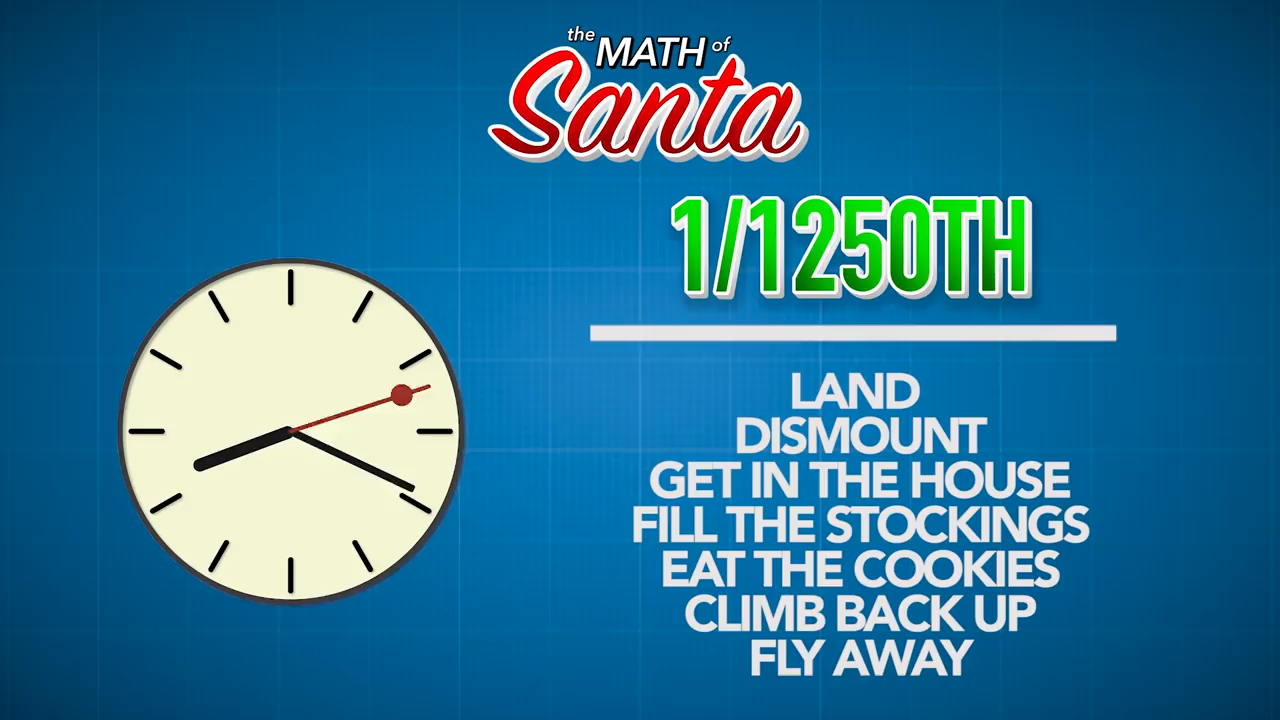 the MATH of
Santa
1/1250TH
LAND
DISMOUNT
GET IN THE HOUSE
FILL THE STOCKINGS
EAT THE COOKIES
CLIMB BACK UP
FLY AWAY